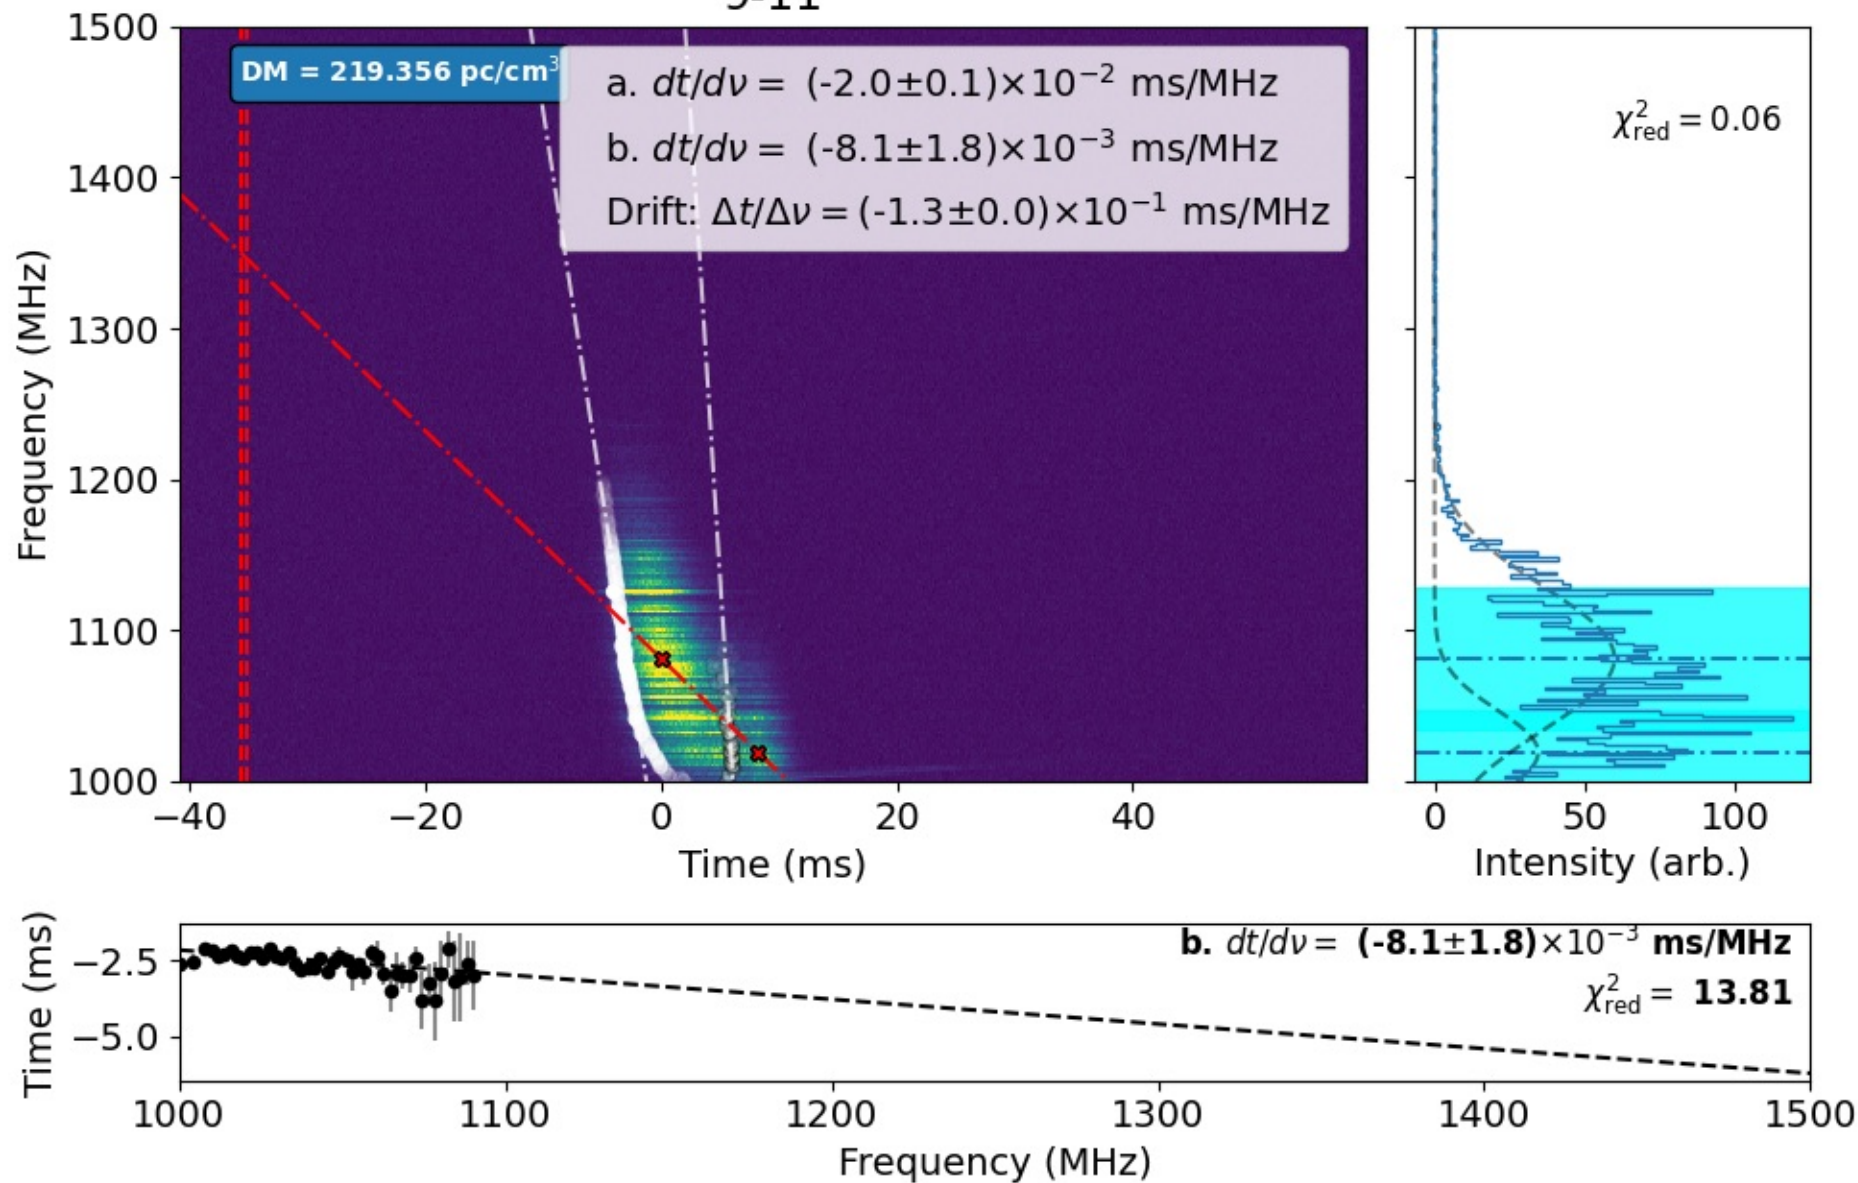 1500
1400
1300
1200
1100
1000
Frequency (MHz)
DM = 219.356 pc/cm³
a. dt/dν = (-2.0±0.1)×10⁻² ms/MHz
b. dt/dν = (-8.1±1.8)×10⁻³ ms/MHz
Drift: Δt/Δν = (-1.3±0.0)×10⁻¹ ms/MHz
−40 −20 0 20 40
Time (ms)
χ²red = 0.06
0 50 100
Intensity (arb.)
Time (ms)
−2.5
−5.0
b. dt/dν = (-8.1±1.8)×10⁻³ ms/MHz
χ²red = 13.81
1000 1100 1200 1300 1400 1500
Frequency (MHz)